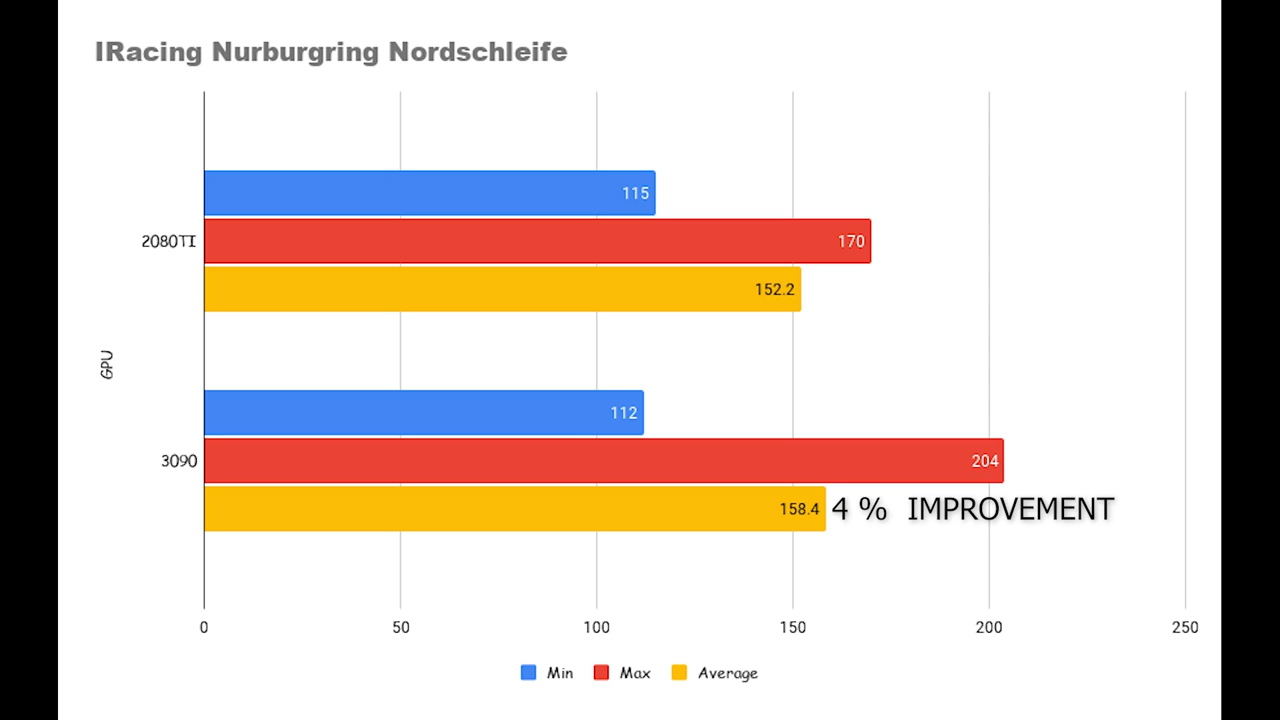 IRacing Nurburgring Nordschleife
115
2080TI
170
152.2
GPU
112
3090
204
158.4 4 % IMPROVEMENT
0 50 100 150 200 250
Min Max Average